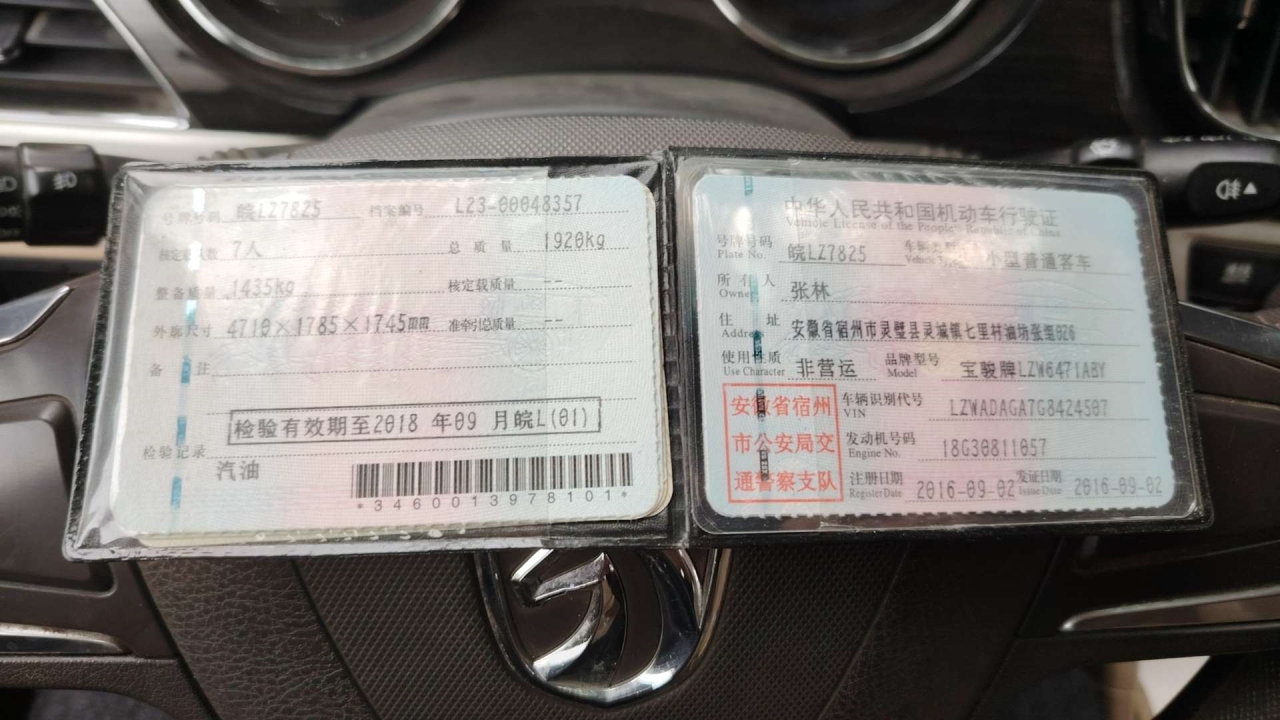 号牌号码 皖LZ7825 档案编号 L23-00048357
核定载人数 7人 总质量 1920kg
整备质量 1435kg 核定载质量 --
外廓尺寸 4710×1785×1745mm 准牵引总质量 --
备注
检验有效期至2018 年09 月皖L(01)
检验记录
汽油
*3460013978101*
中华人民共和国机动车行驶证
Vehicle License of the People's Republic of China
号牌号码 皖LZ7825 车辆类型 小型普通客车
Plate No.
所有人 张林
Owner
住址 安徽省宿州市灵璧县灵城镇七里村油坊张组026
Address
使用性质 非营运 品牌型号 宝骏牌LZW6471ABY
Use Character Model
安徽省宿州
市公安局交
通警察支队
车辆识别代号 LZWADAGA7G8424507
VIN
发动机号码 18G30811057
Engine No.
注册日期 2016-09-02 发证日期 2016-09-02
Register Date Issue Date